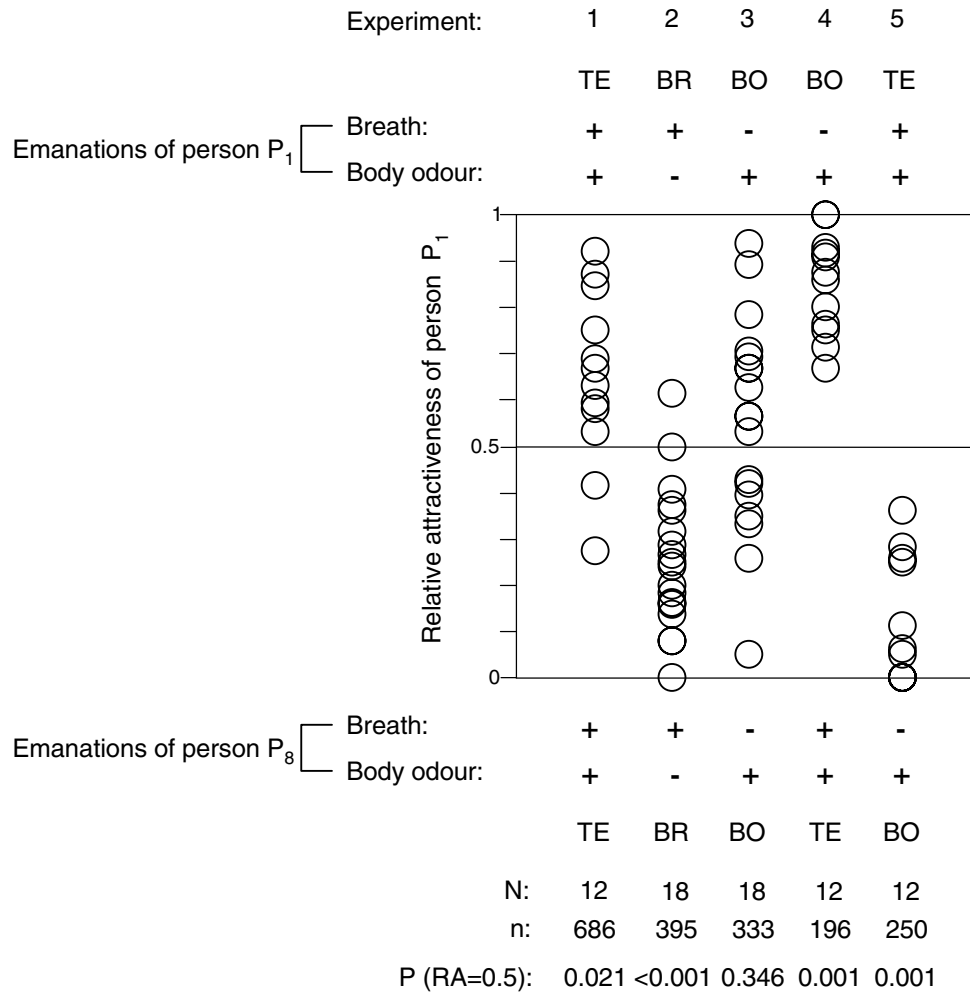 Experiment: 1 2 3 4 5
TE BR BO BO TE
Emanations of person P₁
Breath: + + - - +
Body odour: + - + + +
Relative attractiveness of person P₁
1
0.5
0
Emanations of person P₈
Breath: + + - + -
Body odour: + - + + +
TE BR BO TE BO
N: 12 18 18 12 12
n: 686 395 333 196 250
P (RA=0.5): 0.021 <0.001 0.346 0.001 0.001